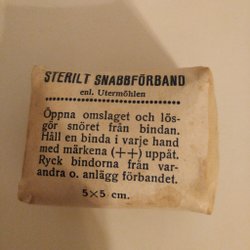 STERILT SNABBFÖRBAND
enl. Utermöhlen
Öppna omslaget och lös-
gör snöret från bindan.
Håll en binda i varje hand
med märkena (++) uppåt.
Ryck bindorna från var-
andra o. anlägg förbandet.
5×5 cm.